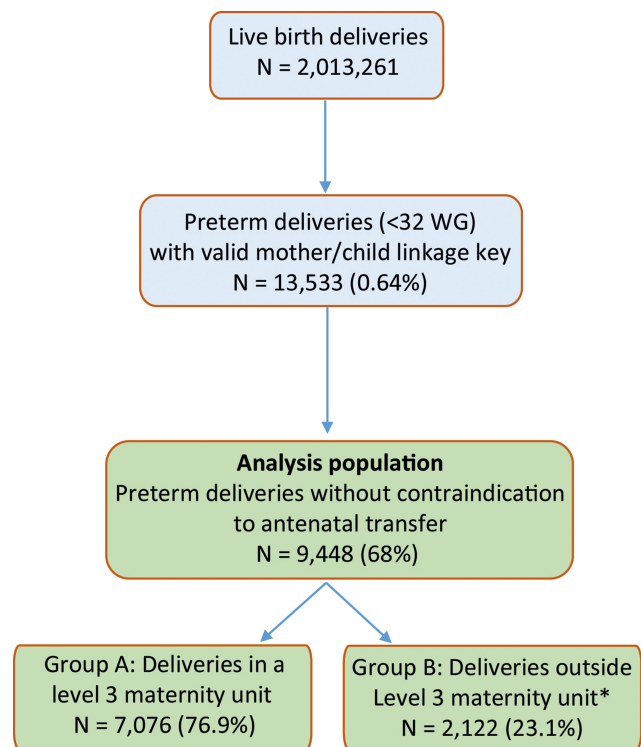 Live birth deliveries
N = 2,013,261
Preterm deliveries (<32 WG)
with valid mother/child linkage key
N = 13,533 (0.64%)
Analysis population
Preterm deliveries without contraindication
to antenatal transfer
N = 9,448 (68%)
Group A: Deliveries in a
level 3 maternity unit
N = 7,076 (76.9%)
Group B: Deliveries outside
Level 3 maternity unit*
N = 2,122 (23.1%)